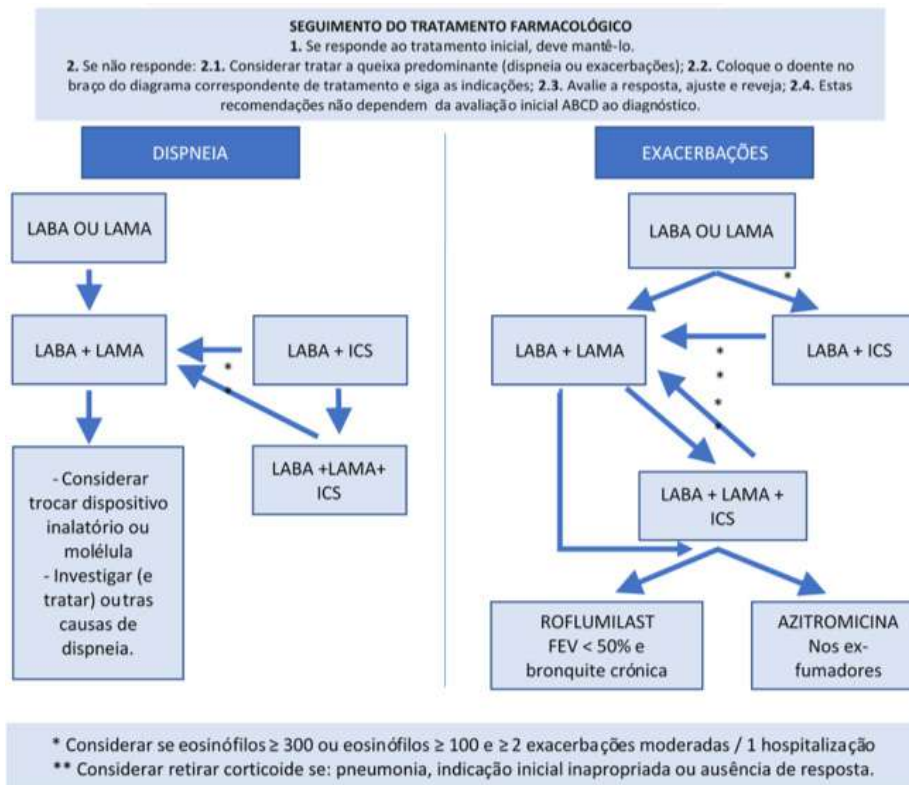 SEGUIMENTO DO TRATAMENTO FARMACOLÓGICO
1. Se responde ao tratamento inicial, deve mantê-lo.
2. Se não responde: 2.1. Considerar tratar a queixa predominante (dispneia ou exacerbações); 2.2. Coloque o doente no
braço do diagrama correspondente de tratamento e siga as indicações; 2.3. Avalie a resposta, ajuste e reveja; 2.4. Estas
recomendações não dependem da avaliação inicial ABCD ao diagnóstico.
DISPNEIA
LABA OU LAMA
LABA + LAMA
LABA + ICS
*
*
LABA +LAMA+
ICS
- Considerar
trocar dispositivo
inalatório ou
molélula
- Investigar (e
tratar) outras
causas de
dispneia.
EXACERBAÇÕES
LABA OU LAMA
*
LABA + LAMA
LABA + ICS
*
*
*
*
LABA + LAMA +
ICS
ROFLUMILAST
FEV < 50% e
bronquite crónica
AZITROMICINA
Nos ex-
fumadores
* Considerar se eosinófilos ≥ 300 ou eosinófilos ≥ 100 e ≥ 2 exacerbações moderadas / 1 hospitalização
** Considerar retirar corticoide se: pneumonia, indicação inicial inapropriada ou ausência de resposta.